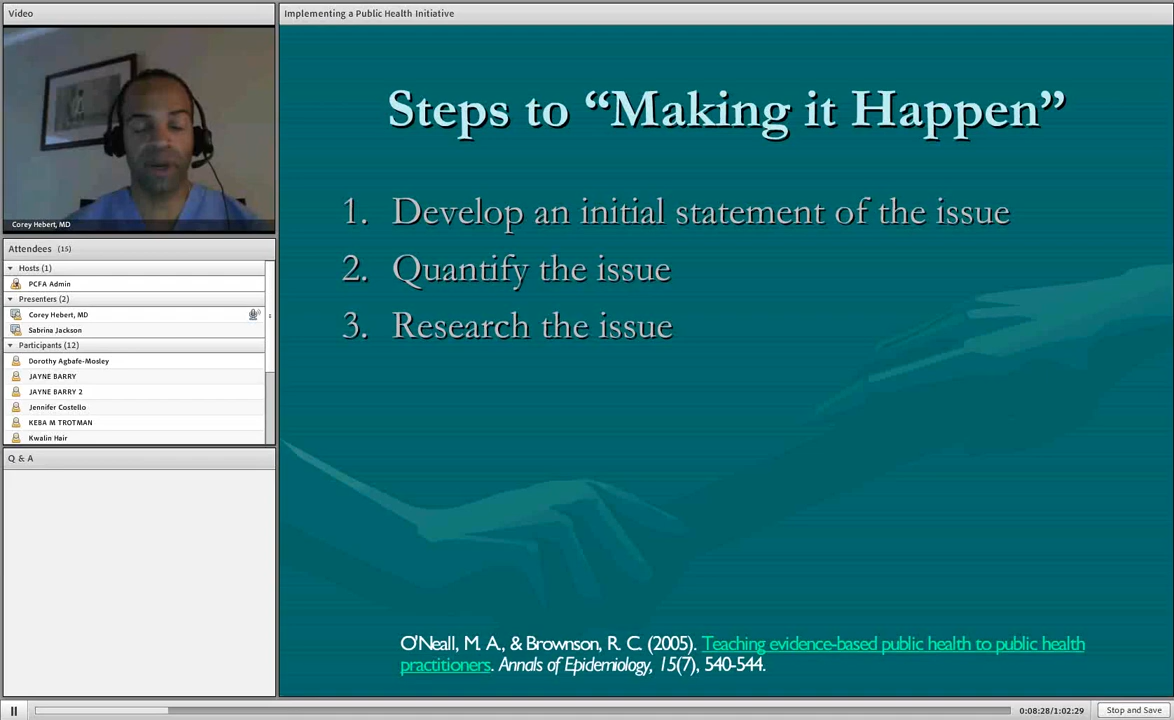 Video
Corey Hebert, MD
Attendees (15)
Hosts (1)
PCFA Admin
Presenters (2)
Corey Hebert, MD
Sabrina Jackson
Participants (12)
Dorothy Agbafe-Mosley
JAYNE BARRY
JAYNE BARRY 2
Jennifer Costello
KEBA M TROTMAN
Kwalin Hair
Q & A
Implementing a Public Health Initiative
Steps to “Making it Happen”
1. Develop an initial statement of the issue
2. Quantify the issue
3. Research the issue
O'Neall, M. A., & Brownson, R. C. (2005). Teaching evidence-based public health to public health
practitioners. Annals of Epidemiology, 15(7), 540-544.
0:08:28/1:02:29
Stop and Save